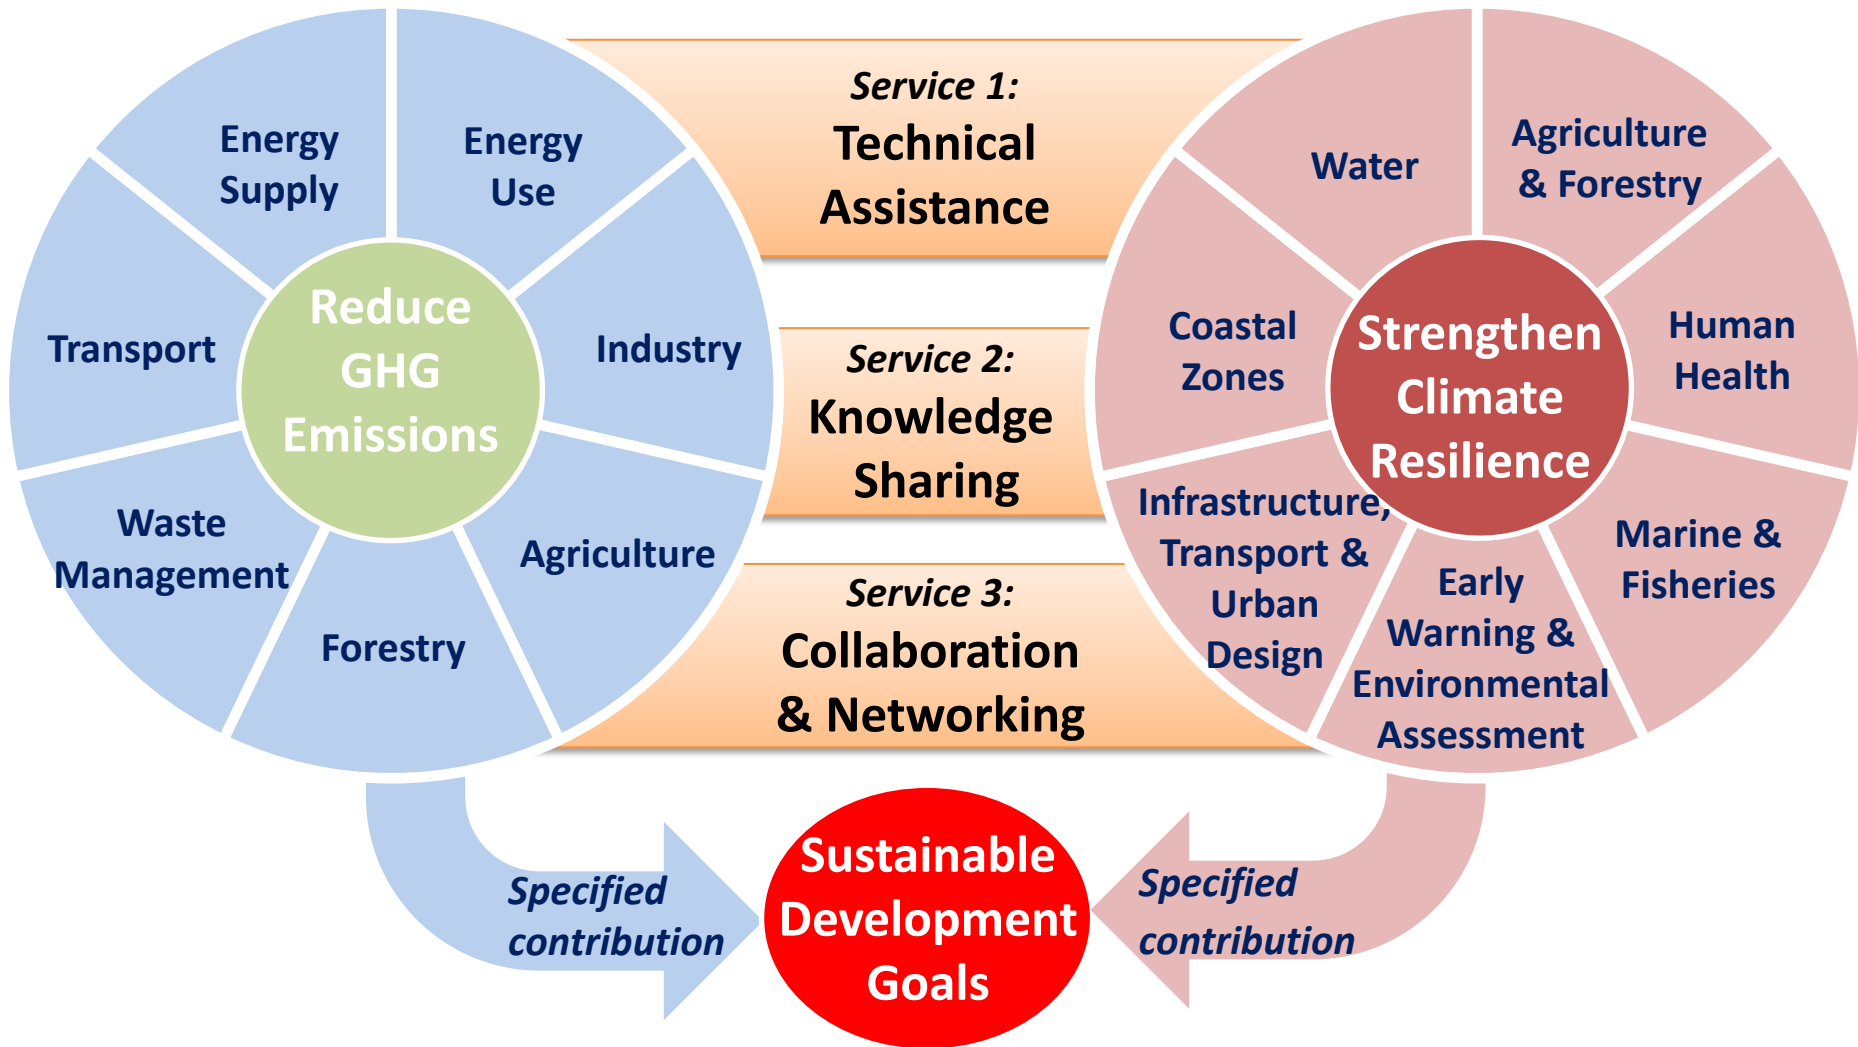 Energy
Supply
Energy
Use
Transport
Industry
Reduce
GHG
Emissions
Waste
Management
Agriculture
Forestry
Service 1:
Technical
Assistance
Service 2:
Knowledge
Sharing
Service 3:
Collaboration
& Networking
Water
Agriculture
& Forestry
Coastal
Zones
Human
Health
Strengthen
Climate
Resilience
Infrastructure,
Transport &
Urban
Design
Early
Warning &
Environmental
Assessment
Marine &
Fisheries
Specified
contribution
Sustainable
Development
Goals
Specified
contribution